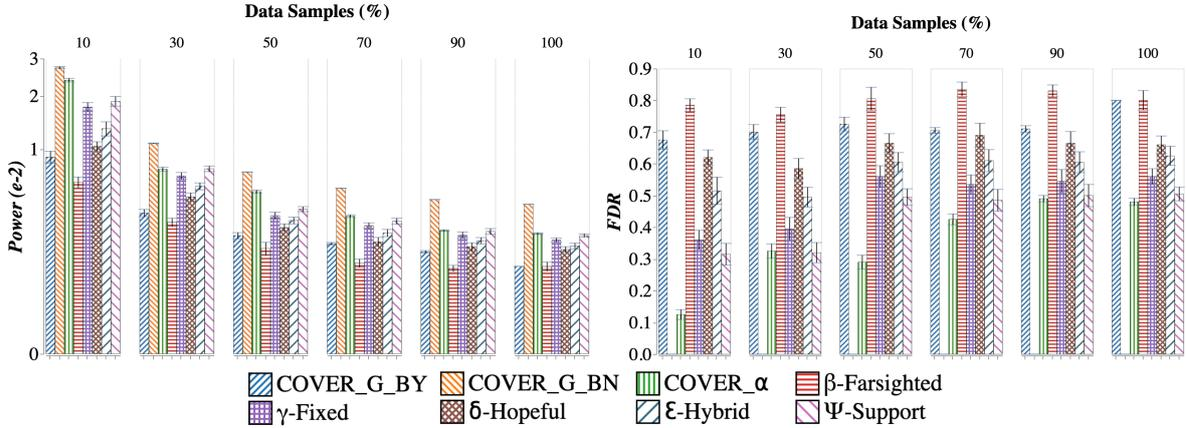 Data Samples (%)
10 30 50 70 90 100
Power (e-2)
3
2
1
0
Data Samples (%)
10 30 50 70 90 100
FDR
0.9
0.8
0.7
0.6
0.5
0.4
0.3
0.2
0.1
0.0
COVER_G_BY COVER_G_BN COVER_α β-Farsighted
γ-Fixed δ-Hopeful Ɛ-Hybrid Ψ-Support